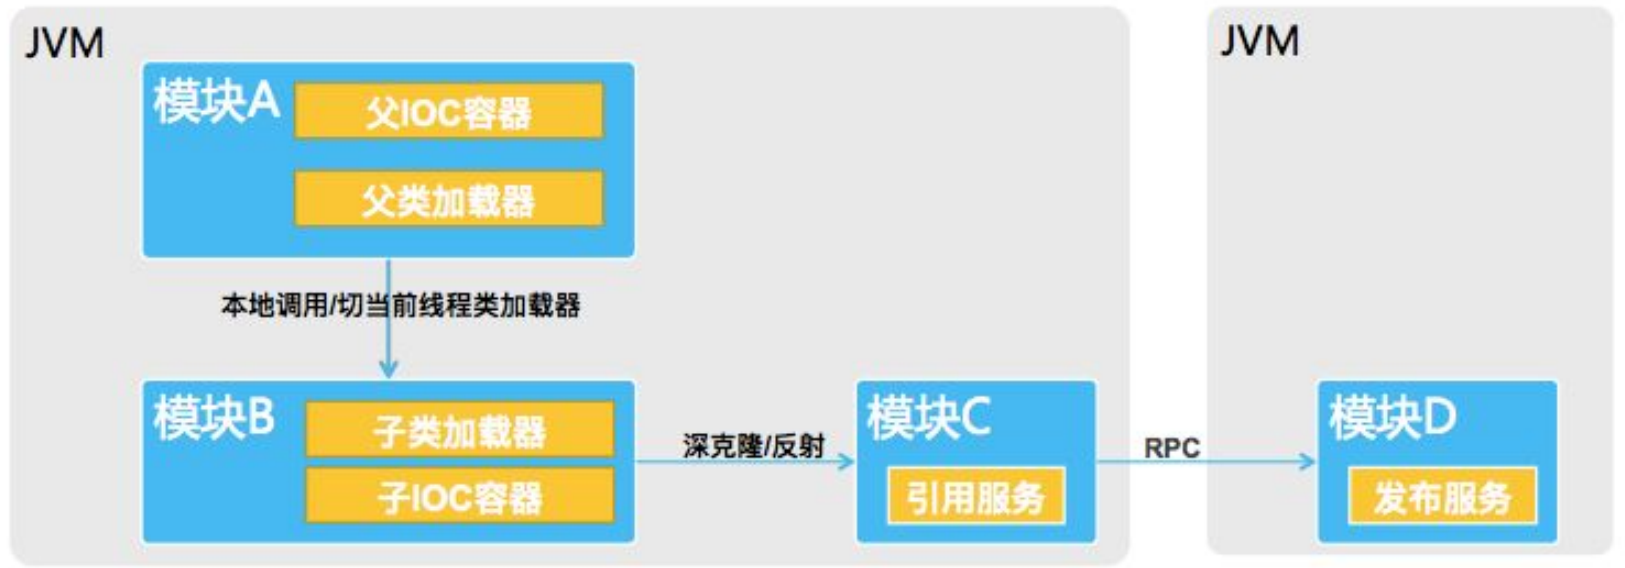 JVM
模块A
父IOC容器
父类加载器
本地调用/切当前线程类加载器
模块B
子类加载器
子IOC容器
深克隆/反射
模块C
引用服务
RPC
JVM
模块D
发布服务